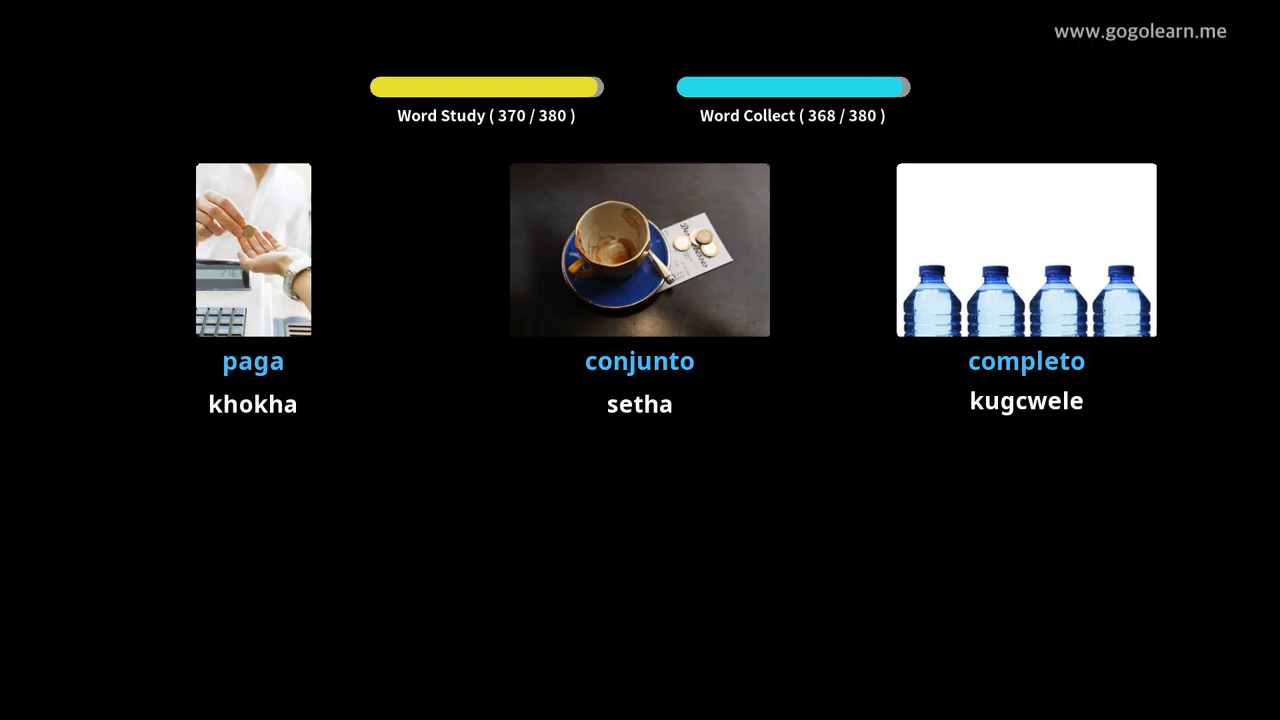 www.gogolearn.me
Word Study ( 370 / 380 )
Word Collect ( 368 / 380 )
paga
khokha
conjunto
setha
completo
kugcwele